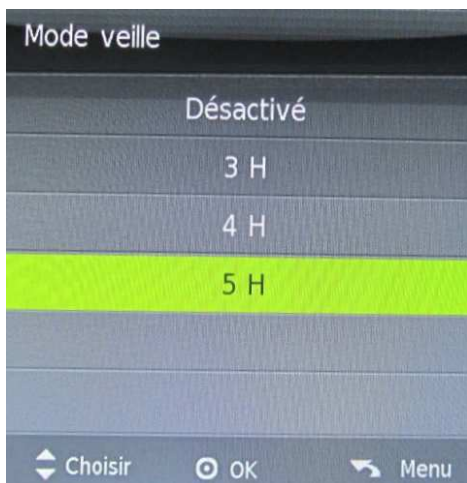 Mode veille
Désactivé
3 H
4 H
5 H
Choisir OK Menu